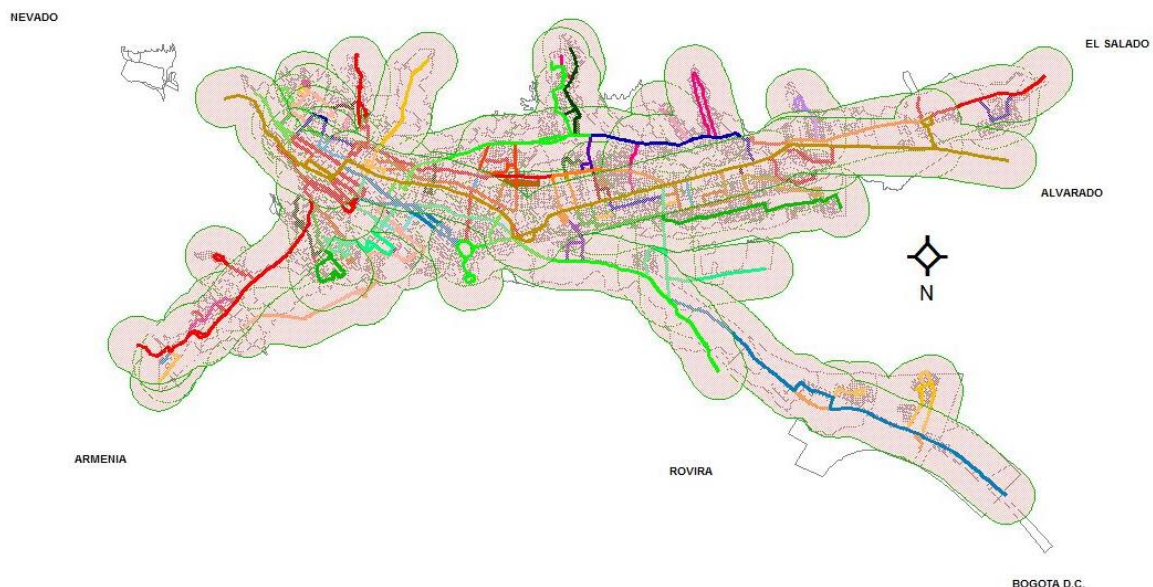 NEVADO
EL SALADO
ALVARADO
N
ARMENIA
ROVIRA
BOGOTA D.C.